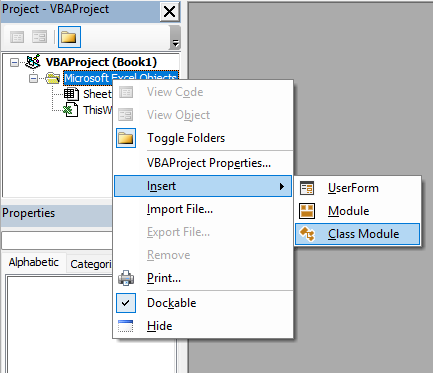 Project - VBAProject
VBAProject (Book1)
Microsoft Excel Objects
Sheet
ThisW
View Code
View Object
Toggle Folders
VBAProject Properties...
Insert
Import File...
Export File...
Remove
Print...
Dockable
Hide
UserForm
Module
Class Module
Properties
Alphabetic
Categori